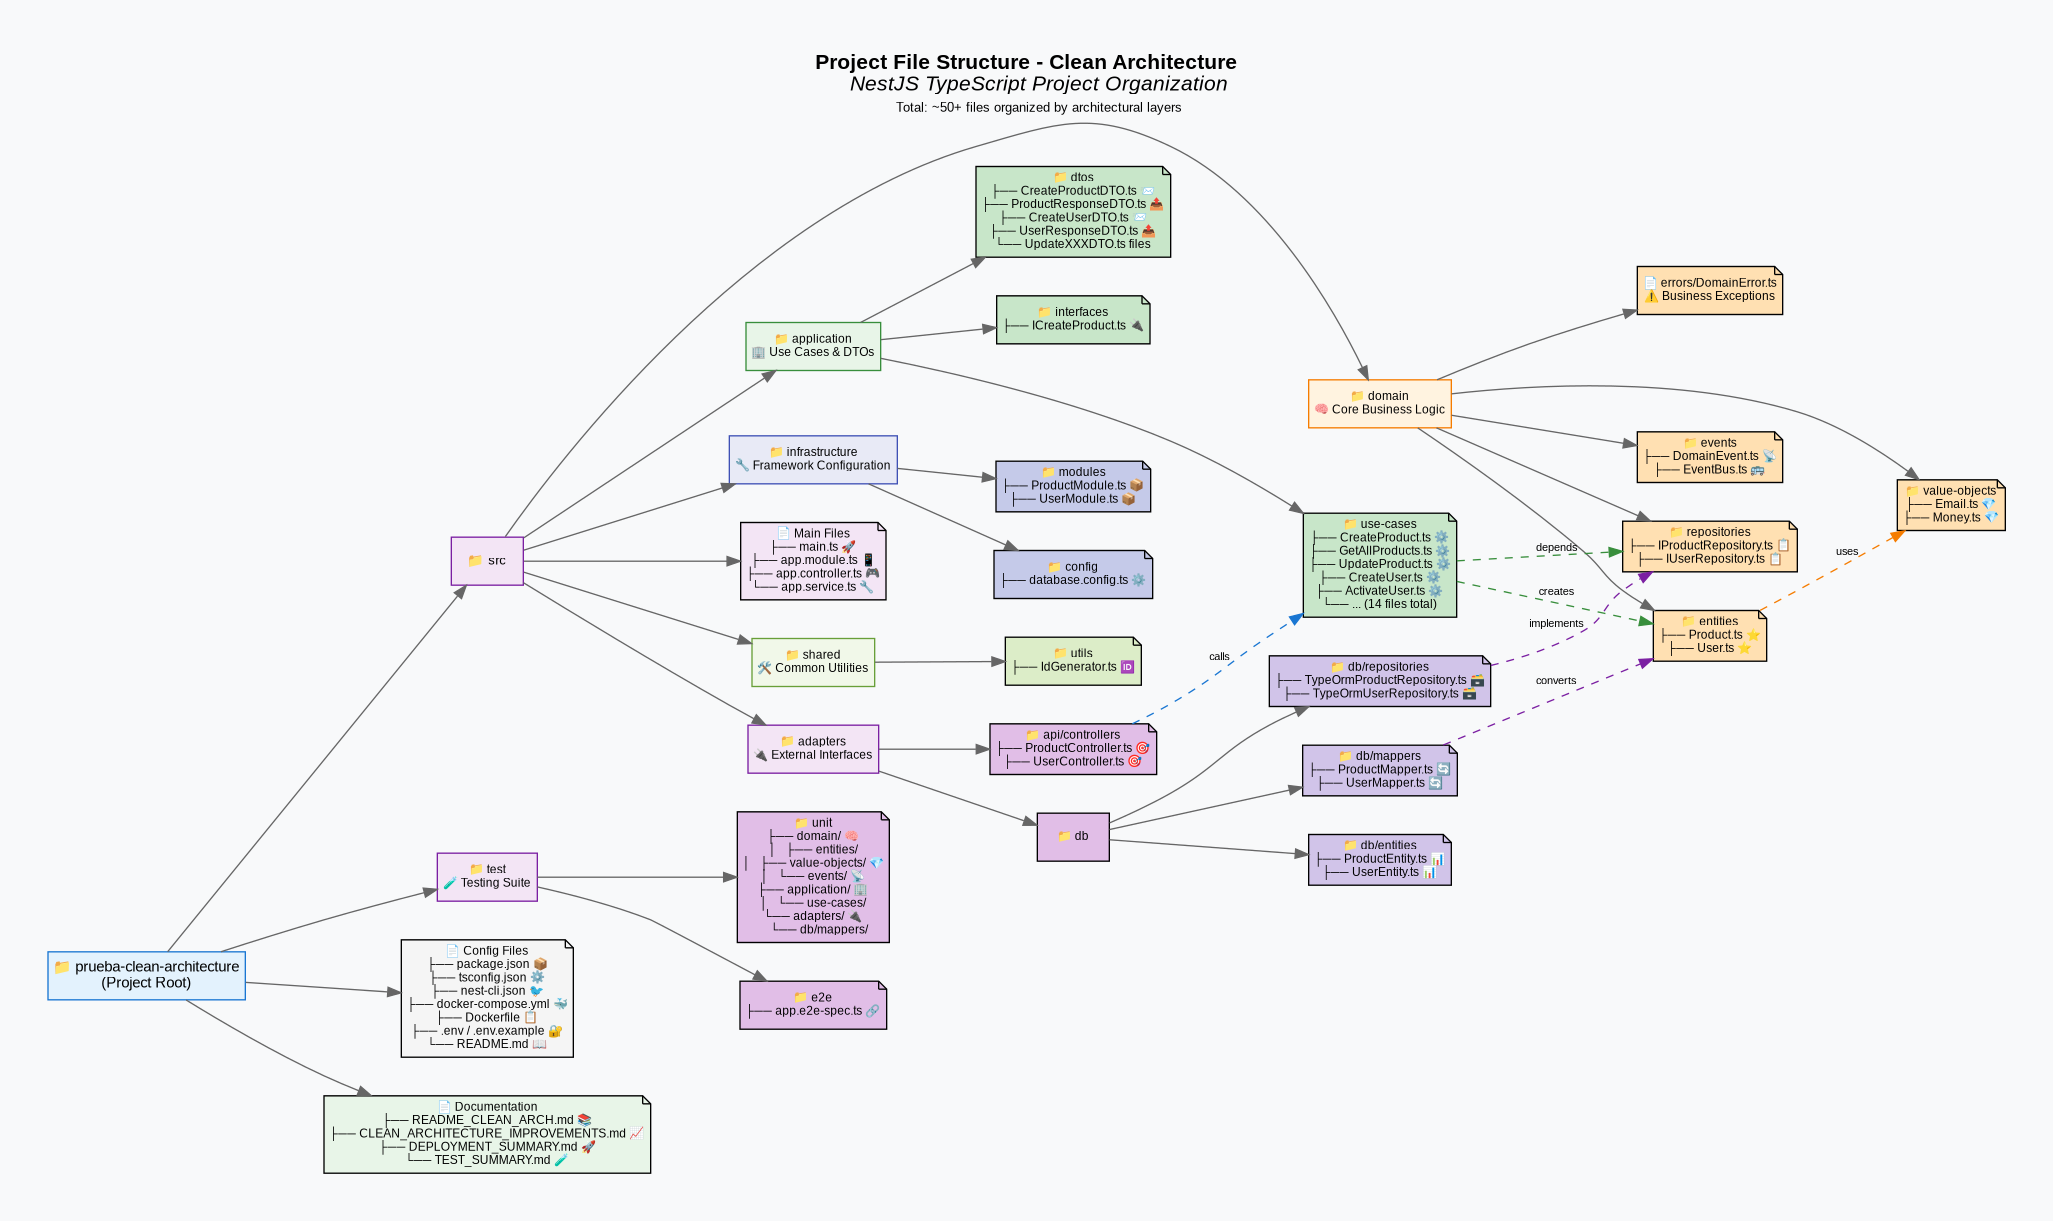 Project File Structure - Clean Architecture
NestJS TypeScript Project Organization
Total: ~50+ files organized by architectural layers
📁 dtos
├── CreateProductDTO.ts 📨
├── ProductResponseDTO.ts 📤
├── CreateUserDTO.ts 📨
├── UserResponseDTO.ts 📤
└── UpdateXXXDTO.ts files
📁 interfaces
├── ICreateProduct.ts 🔌
📁 application
🏢 Use Cases & DTOs
📄 errors/DomainError.ts
⚠️ Business Exceptions
📁 domain
🧠 Core Business Logic
📁 infrastructure
🔧 Framework Configuration
📁 modules
├── ProductModule.ts 📦
├── UserModule.ts 📦
📁 events
├── DomainEvent.ts 📡
├── EventBus.ts 🚌
📁 value-objects
├── Email.ts 💎
├── Money.ts 💎
📁 src
📄 Main Files
├── main.ts 🚀
├── app.module.ts 📱
├── app.controller.ts 🎮
└── app.service.ts 🔧
📁 config
├── database.config.ts ⚙️
📁 use-cases
├── CreateProduct.ts ⚙️
├── GetAllProducts.ts ⚙️
├── UpdateProduct.ts ⚙️
├── CreateUser.ts ⚙️
├── ActivateUser.ts ⚙️
└── ... (14 files total)
depends
creates
implements
converts
uses
calls
📁 repositories
├── IProductRepository.ts 📋
├── IUserRepository.ts 📋
📁 entities
├── Product.ts ⭐
├── User.ts ⭐
📁 shared
🛠️ Common Utilities
📁 utils
├── IdGenerator.ts 🆔
📁 db/repositories
├── TypeOrmProductRepository.ts 🗃️
├── TypeOrmUserRepository.ts 🗃️
📁 adapters
🔌 External Interfaces
📁 api/controllers
├── ProductController.ts 🎯
├── UserController.ts 🎯
📁 db/mappers
├── ProductMapper.ts 🔄
├── UserMapper.ts 🔄
📁 db
📁 db/entities
├── ProductEntity.ts 📊
├── UserEntity.ts 📊
📁 test
🧪 Testing Suite
📁 unit
├── domain/ 🧠
│   ├── entities/
│   ├── value-objects/ 💎
│   └── events/ 📡
├── application/ 🏢
│   └── use-cases/
└── adapters/ 🔌
└── db/mappers/
📁 e2e
├── app.e2e-spec.ts 🔗
📁 prueba-clean-architecture
(Project Root)
📄 Config Files
├── package.json 📦
├── tsconfig.json ⚙️
├── nest-cli.json 🐦
├── docker-compose.yml 🐳
├── Dockerfile 📋
├── .env / .env.example 🔐
└── README.md 📖
📄 Documentation
├── README_CLEAN_ARCH.md 📚
├── CLEAN_ARCHITECTURE_IMPROVEMENTS.md 📈
├── DEPLOYMENT_SUMMARY.md 🚀
└── TEST_SUMMARY.md 🧪